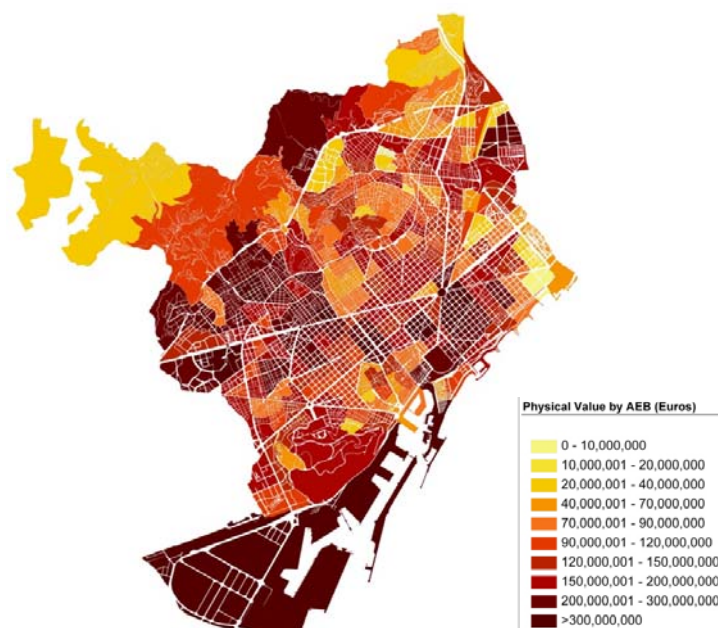 Physical Value by AEB (Euros)
0 - 10,000,000
10,000,001 - 20,000,000
20,000,001 - 40,000,000
40,000,001 - 70,000,000
70,000,001 - 90,000,000
90,000,001 - 120,000,000
120,000,001 - 150,000,000
150,000,001 - 200,000,000
200,000,001 - 300,000,000
>300,000,000